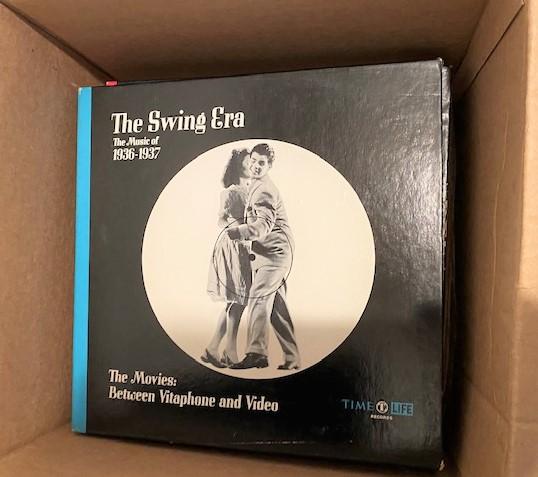 The Swing Era
The Music of
1936-1937
The Movies:
Between Vitaphone and Video
TIME LIFE
RECORDS